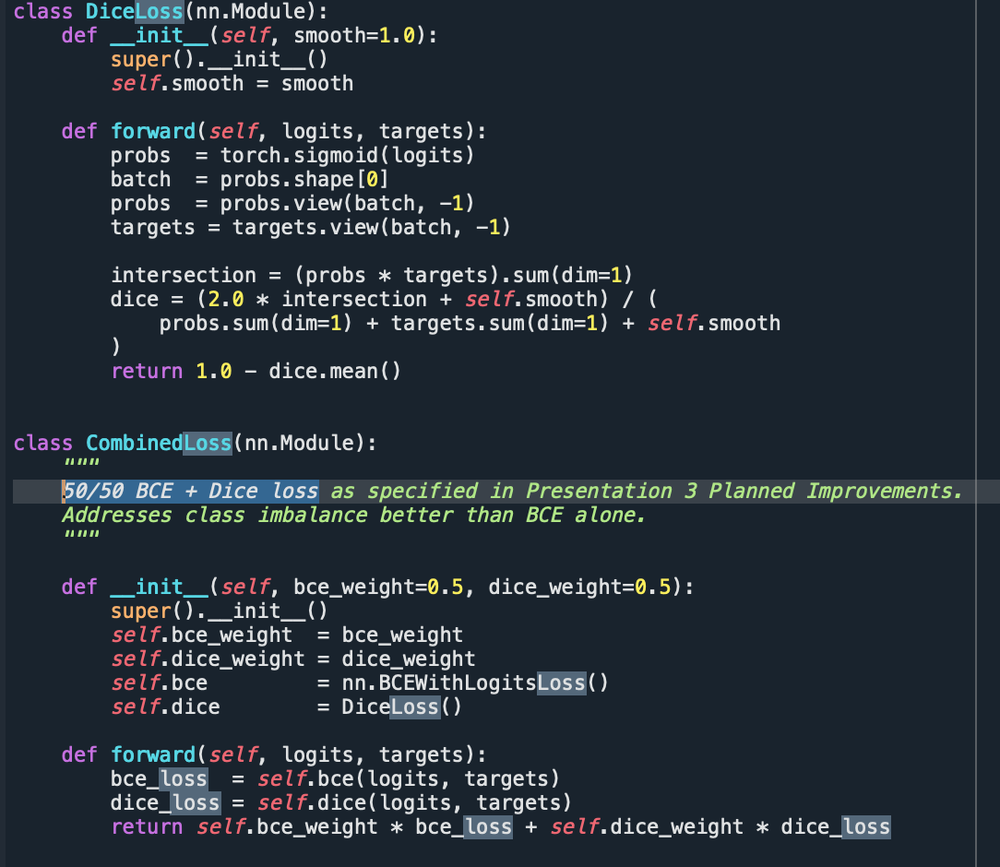 class DiceLoss(nn.Module):
    def __init__(self, smooth=1.0):
        super().__init__()
        self.smooth = smooth

    def forward(self, logits, targets):
        probs   = torch.sigmoid(logits)
        batch   = probs.shape[0]
        probs   = probs.view(batch, -1)
        targets = targets.view(batch, -1)

        intersection = (probs * targets).sum(dim=1)
        dice = (2.0 * intersection + self.smooth) / (
            probs.sum(dim=1) + targets.sum(dim=1) + self.smooth
        )
        return 1.0 - dice.mean()


class CombinedLoss(nn.Module):
    """
    50/50 BCE + Dice loss as specified in Presentation 3 Planned Improvements.
    Addresses class imbalance better than BCE alone.
    """

    def __init__(self, bce_weight=0.5, dice_weight=0.5):
        super().__init__()
        self.bce_weight  = bce_weight
        self.dice_weight = dice_weight
        self.bce         = nn.BCEWithLogitsLoss()
        self.dice        = DiceLoss()

    def forward(self, logits, targets):
        bce_loss  = self.bce(logits, targets)
        dice_loss = self.dice(logits, targets)
        return self.bce_weight * bce_loss + self.dice_weight * dice_loss